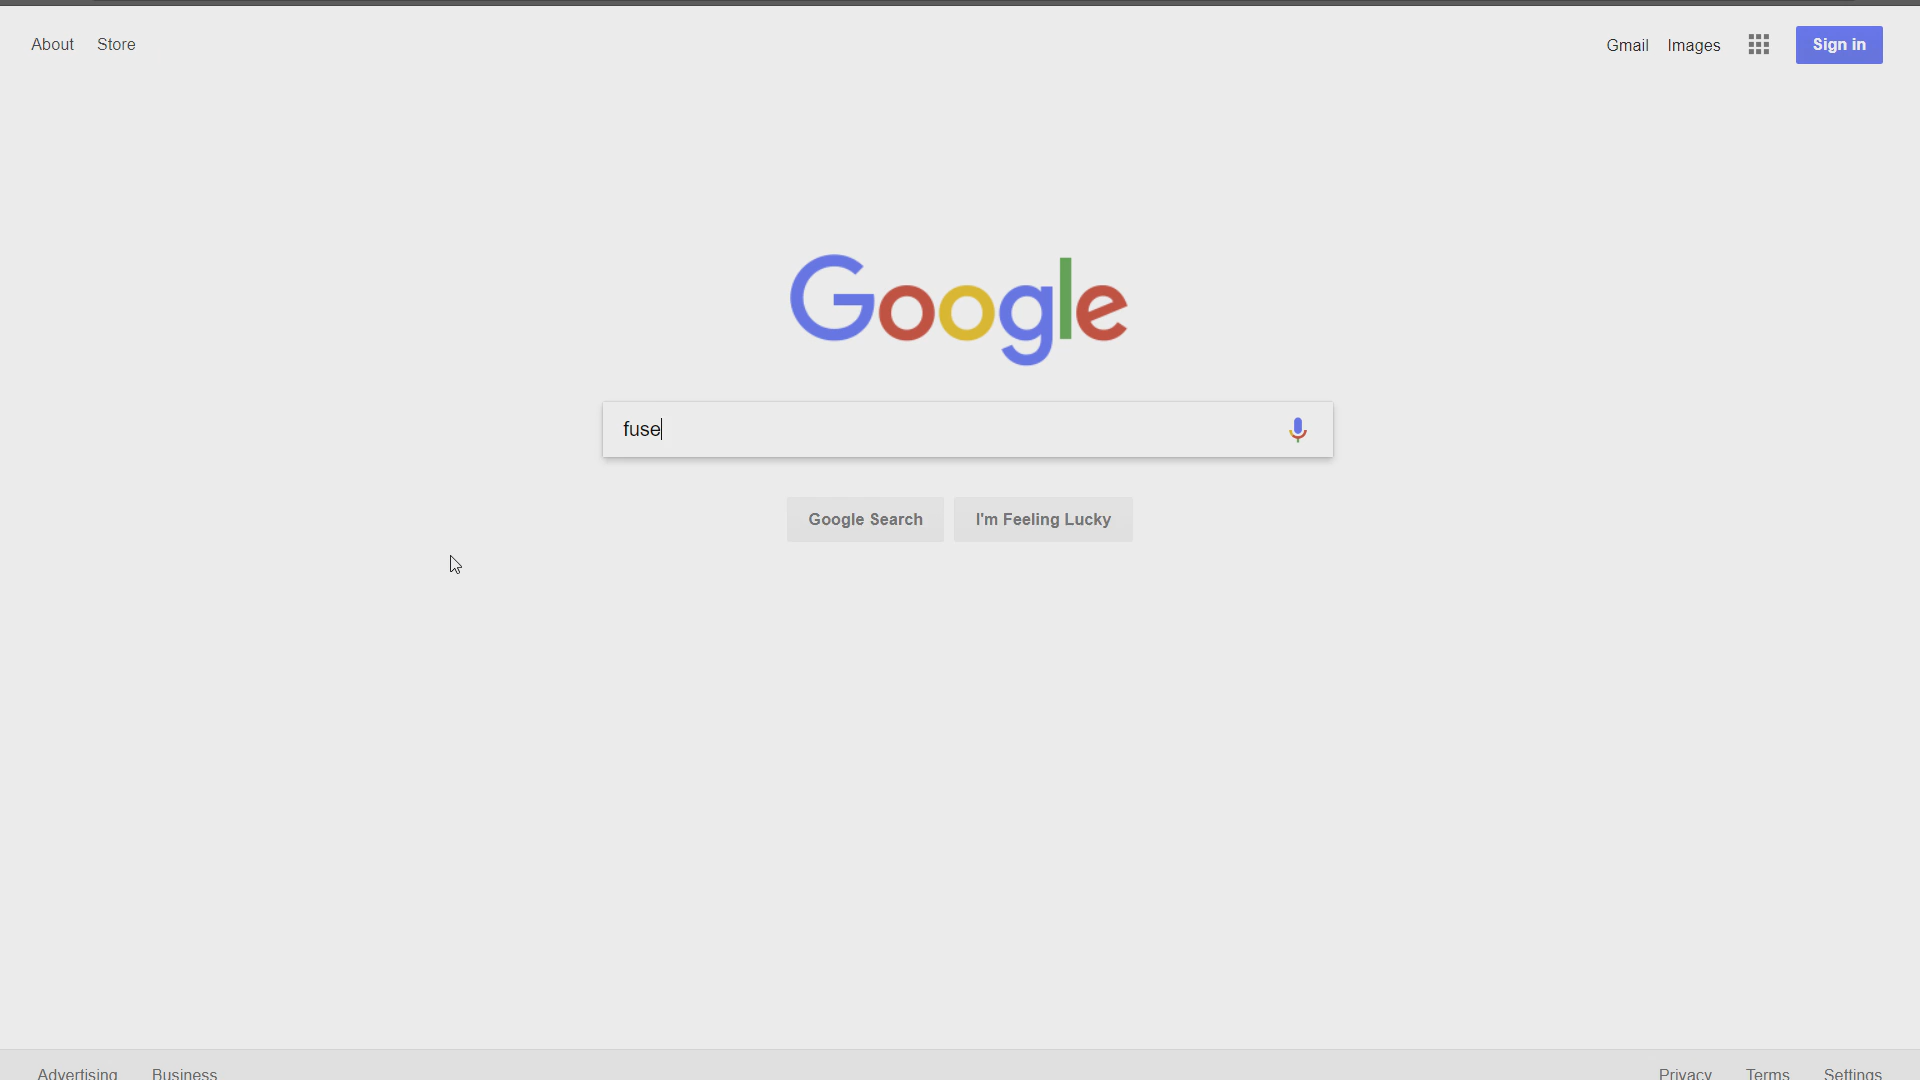 About Store
Gmail Images Sign in
Google
fuse
Google Search I'm Feeling Lucky
Advertising Business
Privacy Terms Settings